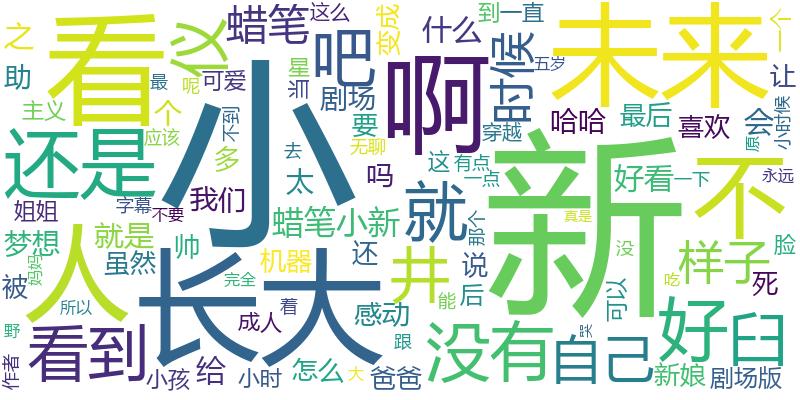 之 仪 蜡笔 这么 变成 到 一直 个一
看 吧 什么 时候 五岁 未来
助 呢 最 可爱 星 当 剧场 啊 让
主义 个 不到 要 穿越 哈哈 最后 会 小时候
还是 应该 多 去 无聊 这 有点 喜欢 原
小 我们 太 吗 一点 好看 一下 不 永远
姐姐 字幕 不要 蜡笔小新 就 那个 新 真是 没
梦想 就是 帅 还 井 说 样子 脸
被 妈妈 人 虽然 机器 完全 后 可以 吃 死
所以 长大 成人 着 感动 能 没有 哭 好 臼
野 看到 跟 自己
作者 小孩 给 小时 怎么 大 爸爸 新娘 剧场版